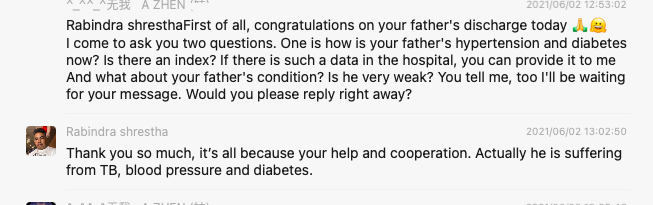 2021/06/02 12:53:02
Rabindra shresthaFirst of all, congratulations on your father's discharge today 🙏🤗
I come to ask you two questions. One is how is your father's hypertension and diabetes
now? Is there an index? If there is such a data in the hospital, you can provide it to me
And what about your father's condition? Is he very weak? You tell me, too I'll be waiting
for your message. Would you please reply right away?
Rabindra shrestha
2021/06/02 13:02:50
Thank you so much, it's all because your help and cooperation. Actually he is suffering
from TB, blood pressure and diabetes.